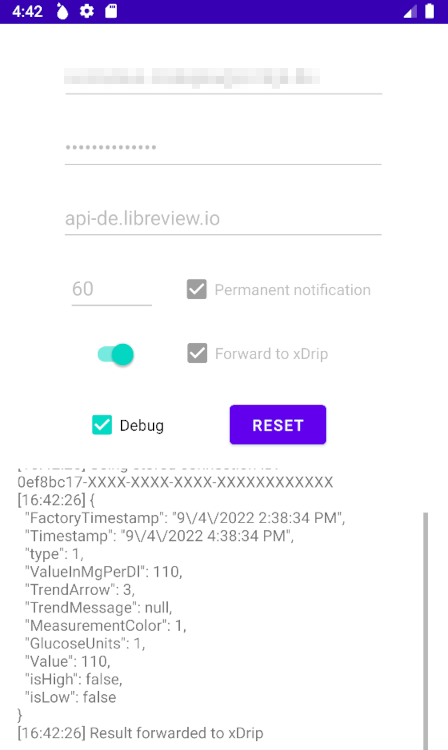 4:42
••••••••••••••
api-de.libreview.io
60
Permanent notification
Forward to xDrip
Debug
RESET
0ef8bc17-XXXX-XXXX-XXXX-XXXXXXXXXXXX
[16:42:26] {
"FactoryTimestamp": "9\/4\/2022 2:38:34 PM",
"Timestamp": "9\/4\/2022 4:38:34 PM",
"type": 1,
"ValueInMgPerDl": 110,
"TrendArrow": 3,
"TrendMessage": null,
"MeasurementColor": 1,
"GlucoseUnits": 1,
"Value": 110,
"isHigh": false,
"isLow": false
}
[16:42:26] Result forwarded to xDrip